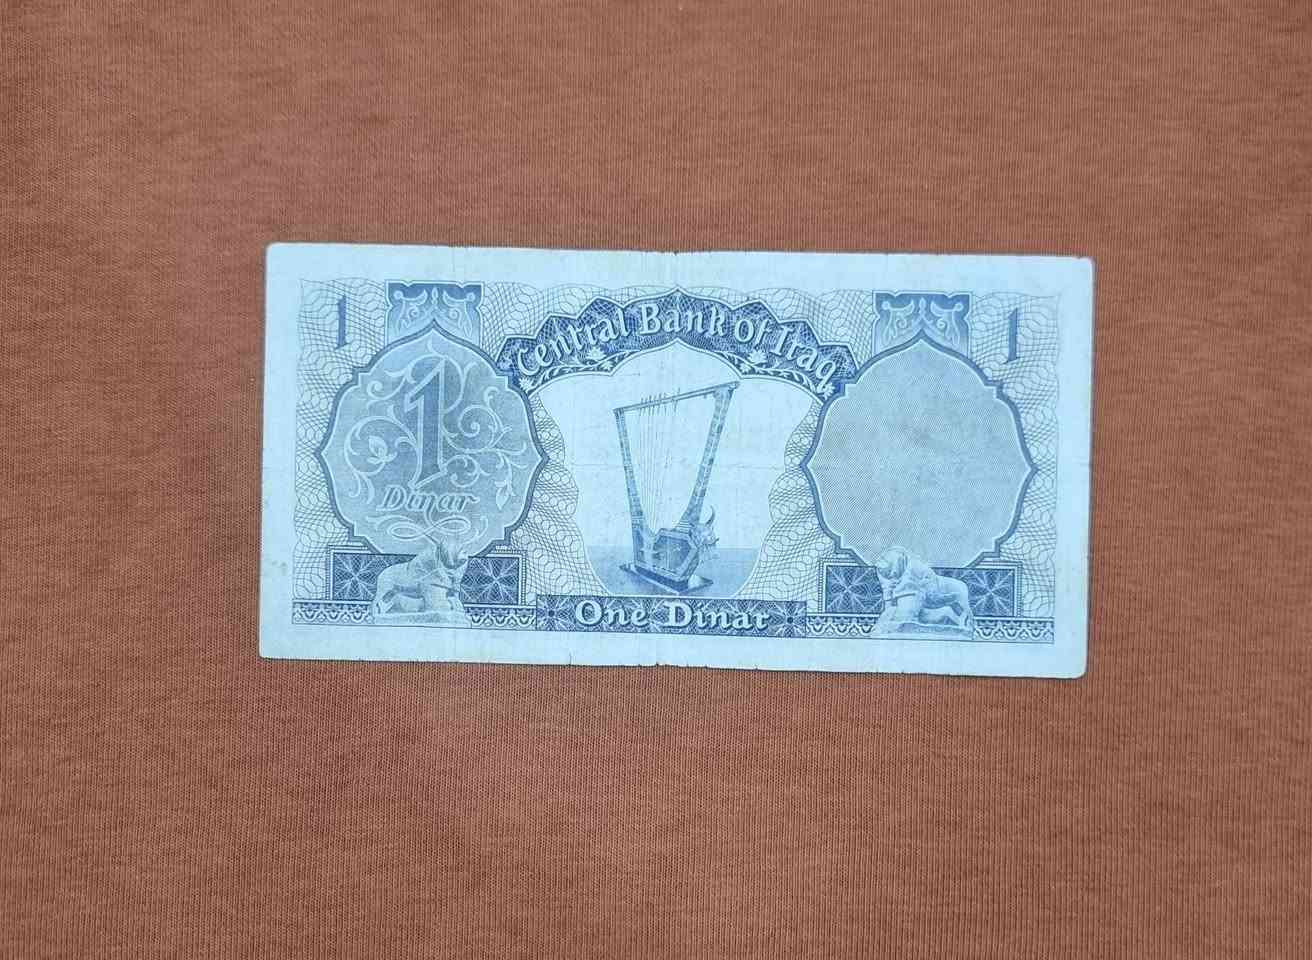 1 1
Central Bank of Iraq
1
Dinar
One Dinar